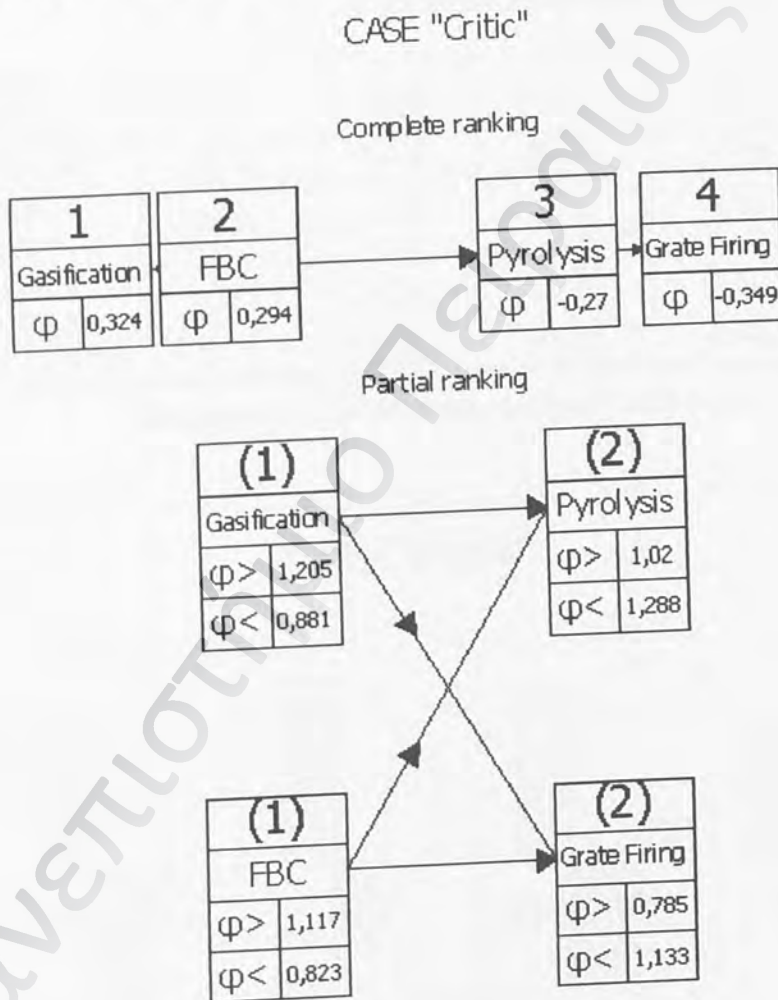 CASE "Critic"
Complete ranking
1 2 3 4
Gasification FBC Pyrolysis Grate Firing
φ 0,324 φ 0,294 φ -0,27 φ -0,349
Partial ranking
(1) (2)
Gasification Pyrolysis
φ> 1,205 φ> 1,02
φ< 0,881 φ< 1,288
(1) (2)
FBC Grate Firing
φ> 1,117 φ> 0,785
φ< 0,823 φ< 1,133
ανεπιστήμιο Πειραιώς